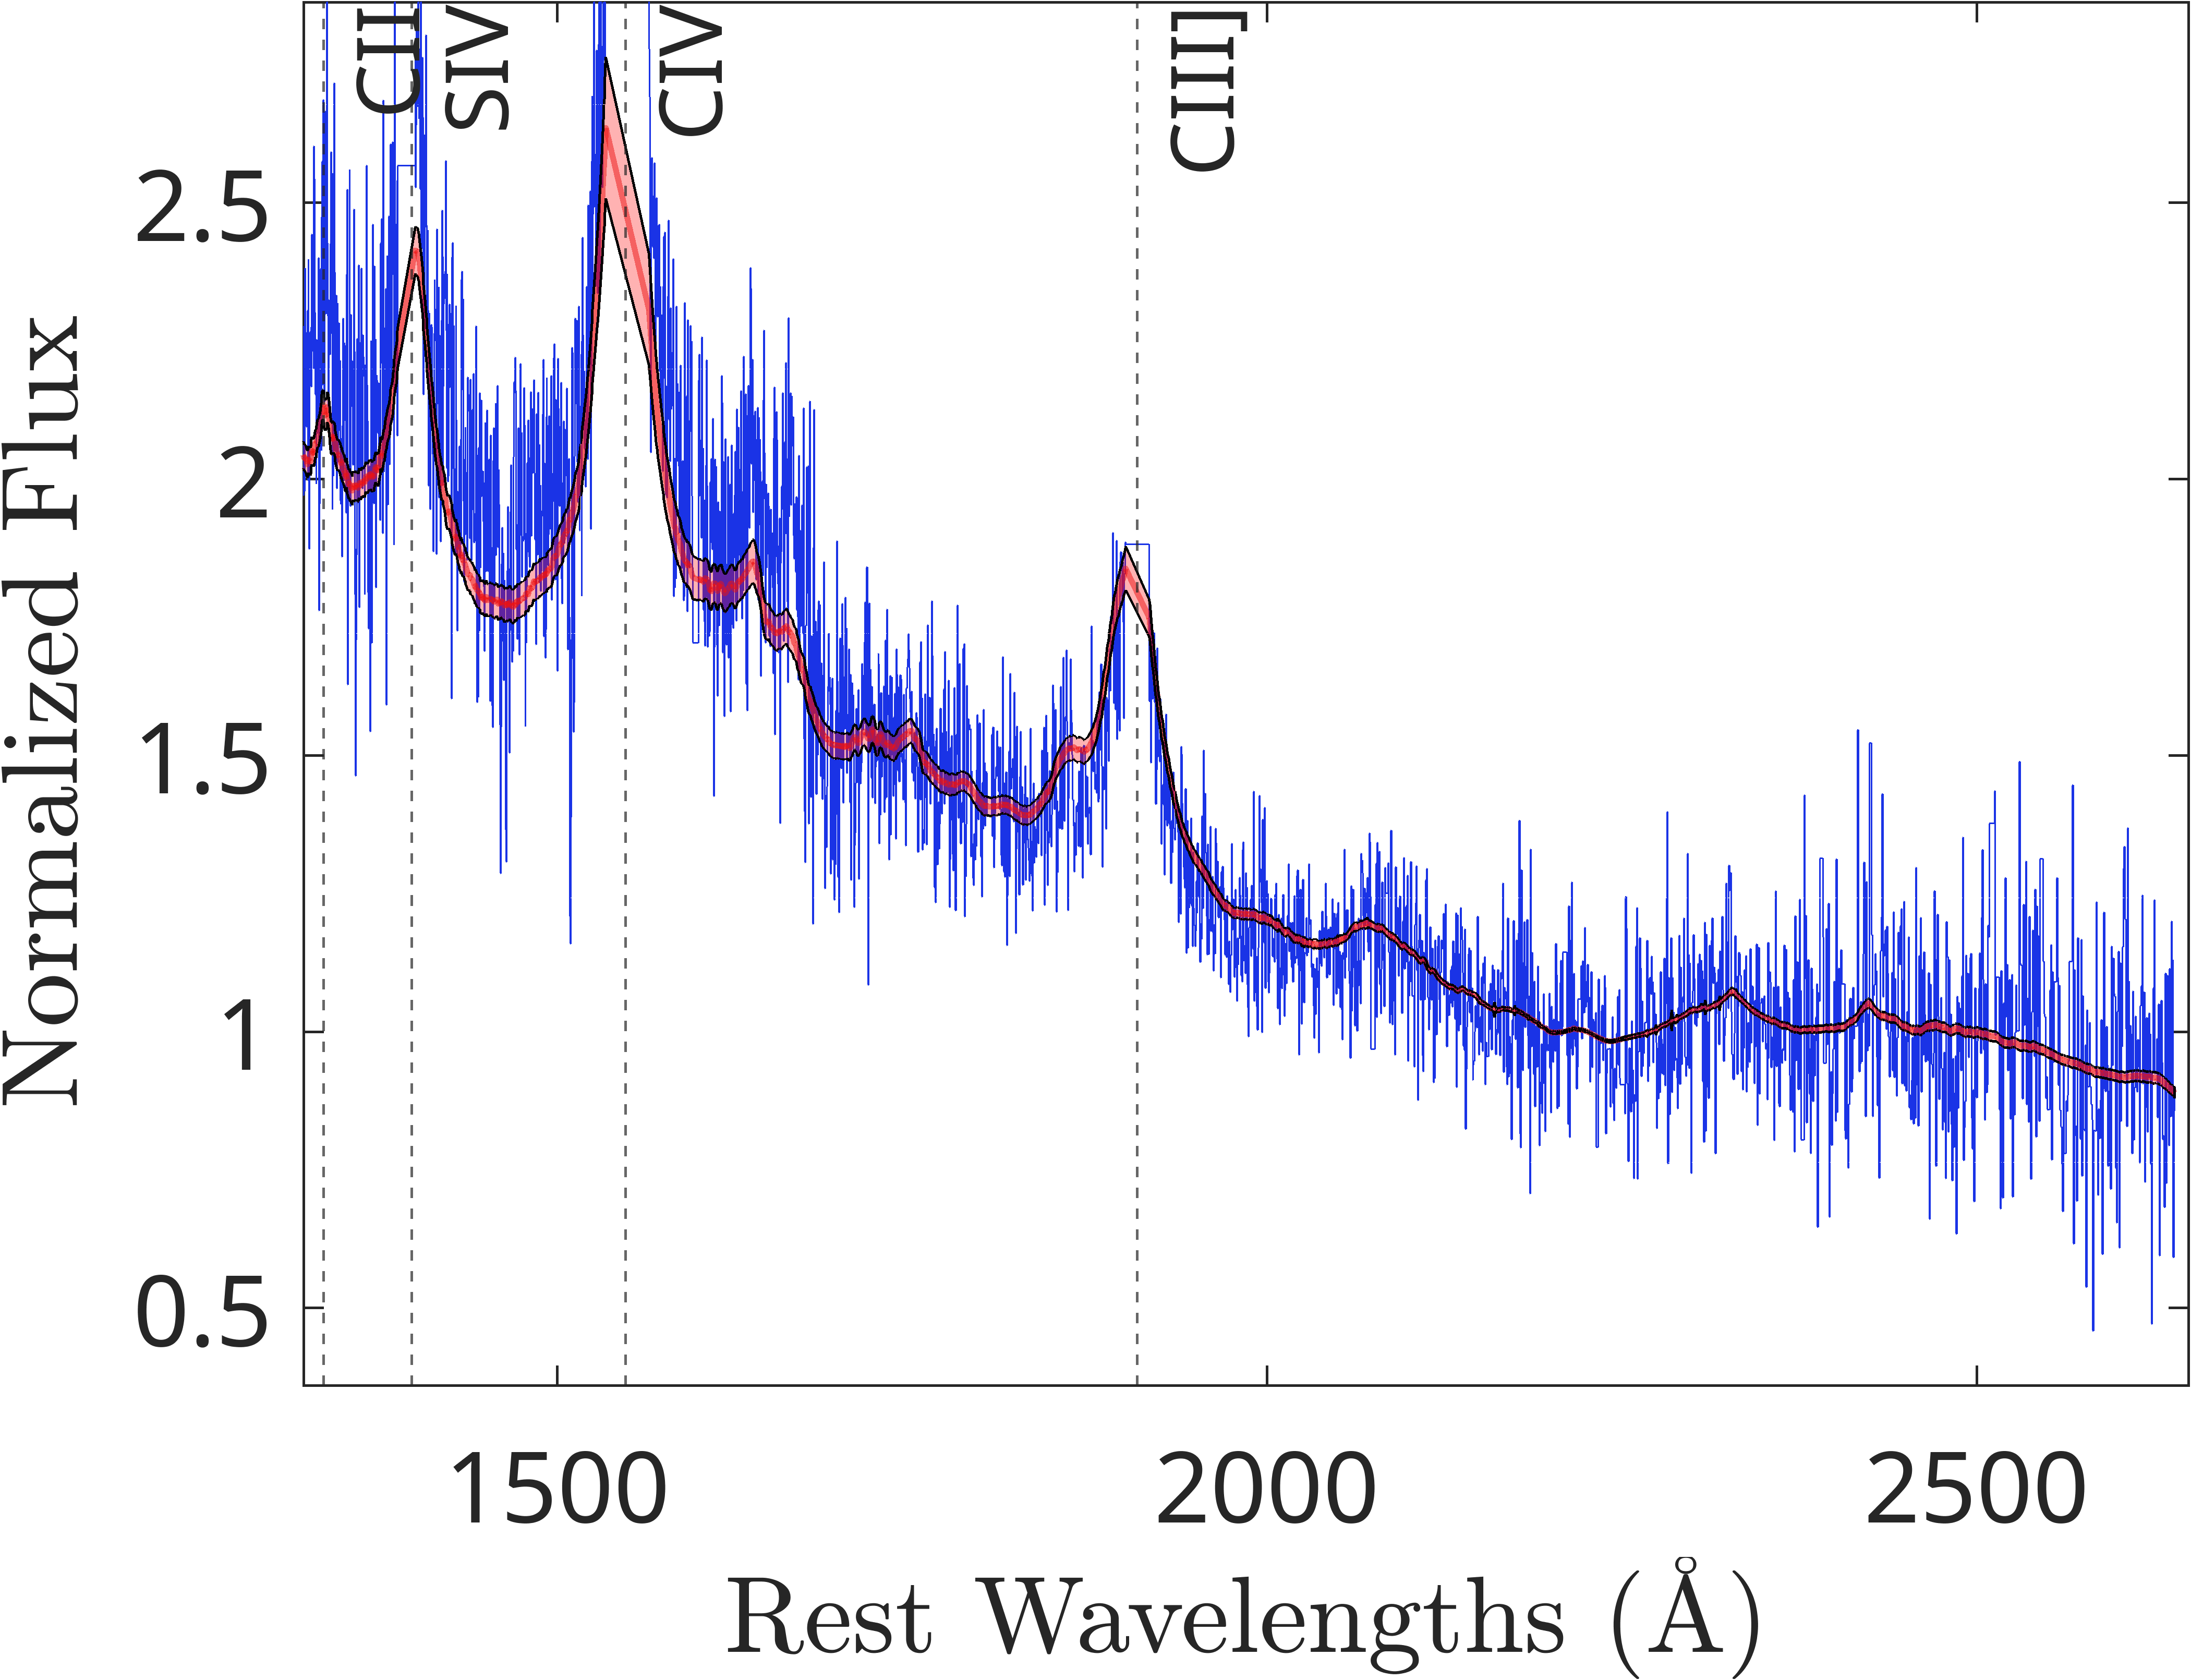 CII
SIV
CIV
CIII]
Normalized Flux
2.5
2
1.5
1
0.5
1500
2000
2500
Rest Wavelengths (Å)